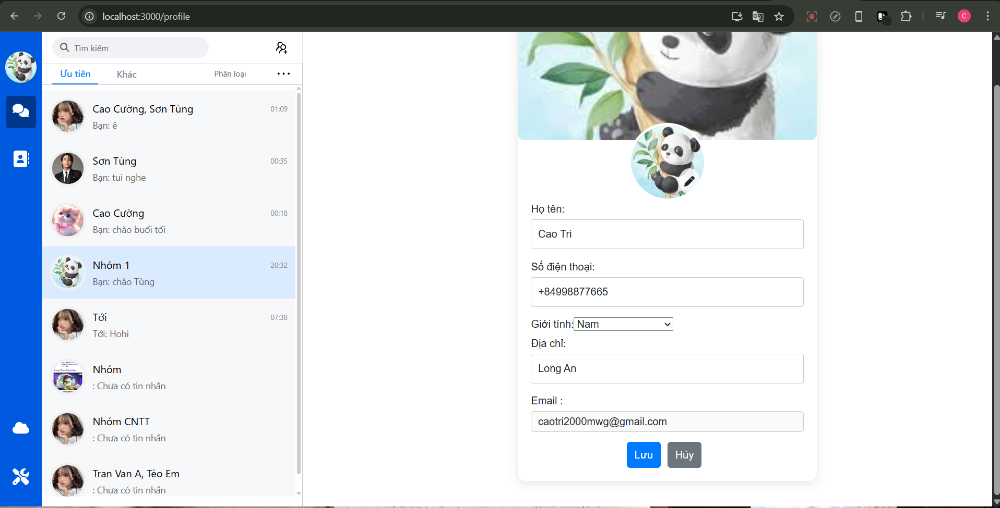 localhost:3000/profile
C
Tìm kiếm
Ưu tiên
Khác
Phân loại
Cao Cường, Sơn Tùng
01:09
Bạn: ê
Sơn Tùng
00:35
Bạn: tui nghe
Cao Cường
00:18
Bạn: chào buổi tối
Nhóm 1
20:32
Bạn: chào Tùng
Tới
07:38
Tới: Hohi
Nhóm
: Chưa có tin nhắn
Nhóm CNTT
: Chưa có tin nhắn
Tran Van A, Tèo Em
: Chưa có tin nhắn
Họ tên:
Cao Tri
Số điện thoại:
+84998877665
Giới tính: Nam
Địa chỉ:
Long An
Email :
caotri2000mwg@gmail.com
Lưu
Hủy